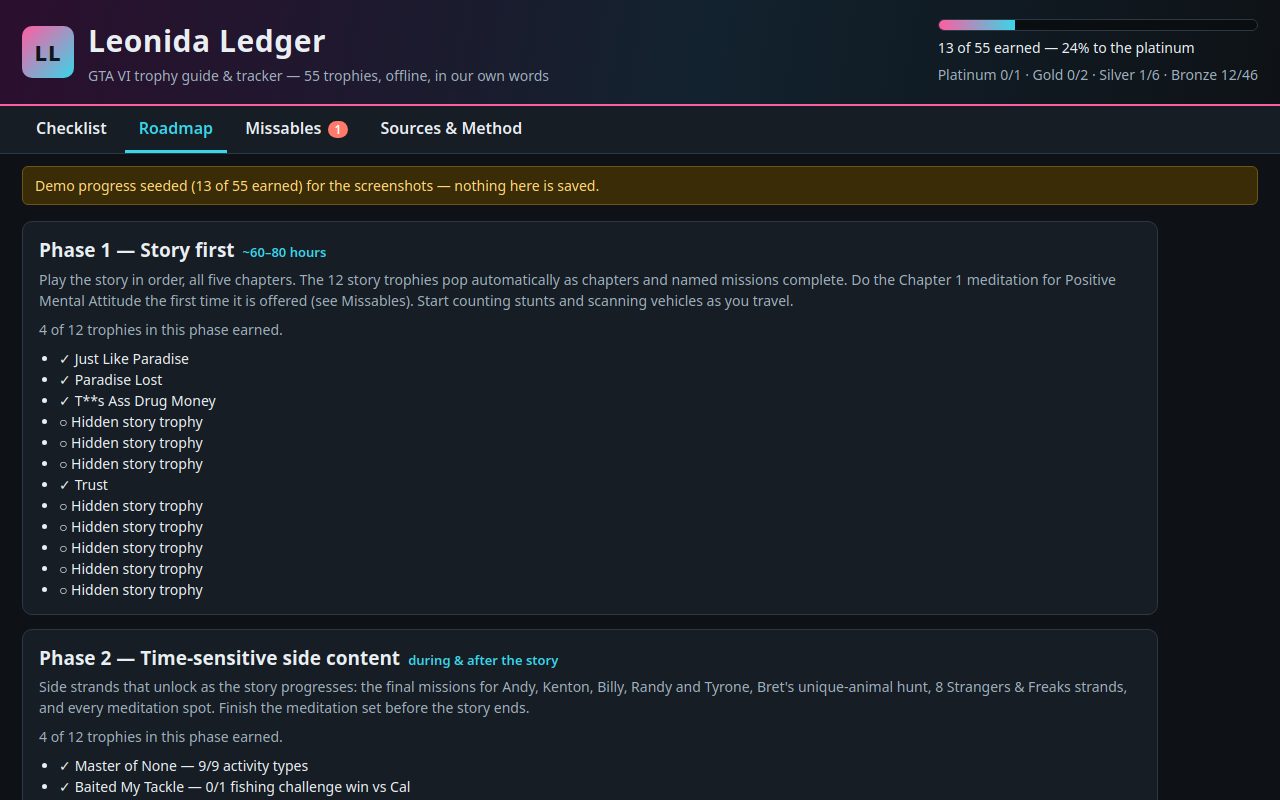 LL
Leonida Ledger
GTA VI trophy guide & tracker — 55 trophies, offline, in our own words
13 of 55 earned — 24% to the platinum
Platinum 0/1 · Gold 0/2 · Silver 1/6 · Bronze 12/46
Checklist Roadmap Missables 1 Sources & Method
Demo progress seeded (13 of 55 earned) for the screenshots — nothing here is saved.
Phase 1 — Story first ~60–80 hours
Play the story in order, all five chapters. The 12 story trophies pop automatically as chapters and named missions complete. Do the Chapter 1 meditation for Positive
Mental Attitude the first time it is offered (see Missables). Start counting stunts and scanning vehicles as you travel.
4 of 12 trophies in this phase earned.
• ✓ Just Like Paradise
• ✓ Paradise Lost
• ✓ T**s Ass Drug Money
• ○ Hidden story trophy
• ○ Hidden story trophy
• ○ Hidden story trophy
• ✓ Trust
• ○ Hidden story trophy
• ○ Hidden story trophy
• ○ Hidden story trophy
• ○ Hidden story trophy
• ○ Hidden story trophy
Phase 2 — Time-sensitive side content during & after the story
Side strands that unlock as the story progresses: the final missions for Andy, Kenton, Billy, Randy and Tyrone, Bret's unique-animal hunt, 8 Strangers & Freaks strands,
and every meditation spot. Finish the meditation set before the story ends.
4 of 12 trophies in this phase earned.
• ✓ Master of None — 9/9 activity types
• ✓ Baited My Tackle — 0/1 fishing challenge win vs Cal